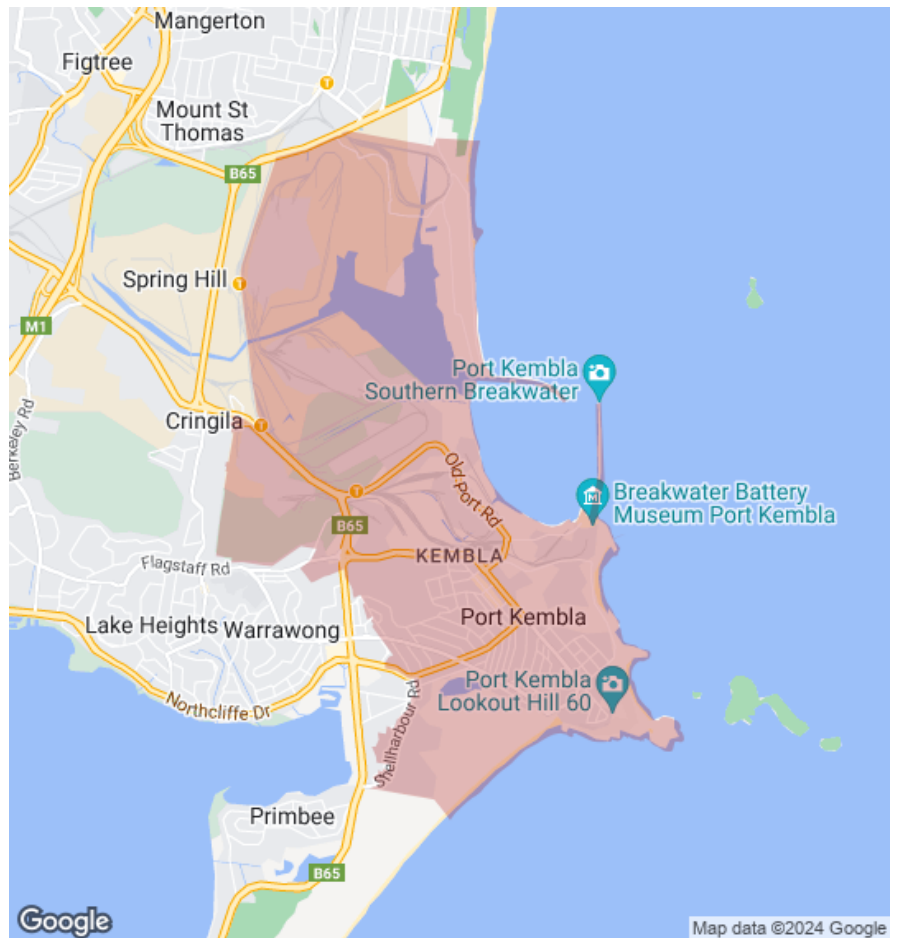 Mangerton
Figtree
Mount St
Thomas
B65
Spring Hill
M1
Port Kembla
Southern Breakwater
Cringila
Berkeley Rd
Old Port Rd
Breakwater Battery
Museum Port Kembla
B65
KEMBLA
Flagstaff Rd
Port Kembla
Lake Heights
Warrawong
Port Kembla
Lookout Hill 60
Northcliffe Dr
Shellharbour Rd
Primbee
B65
Google
Map data ©2024 Google